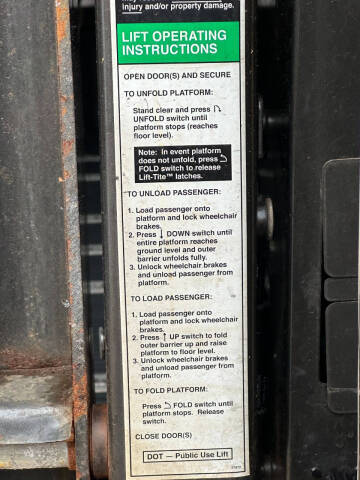 injury and/or property damage.
LIFT OPERATING
INSTRUCTIONS
OPEN DOOR(S) AND SECURE
TO UNFOLD PLATFORM:
Stand clear and press
UNFOLD switch until
platform stops (reaches
floor level).
Note: In event platform
does not unfold, press
FOLD switch to release
Lift-Tite™ latches.
TO UNLOAD PASSENGER:
1. Load passenger onto
platform and lock wheelchair
brakes.
2. Press ↓ DOWN switch until
entire platform reaches
ground level and outer
barrier unfolds fully.
3. Unlock wheelchair brakes
and unload passenger from
platform.
TO LOAD PASSENGER:
1. Load passenger onto
platform and lock wheelchair
brakes.
2. Press ↑ UP switch to fold
outer barrier up and raise
platform to floor level.
3. Unlock wheelchair brakes
and unload passenger from
platform.
TO FOLD PLATFORM:
Press FOLD switch until
platform stops. Release
switch.
CLOSE DOOR(S)
DOT — Public Use Lift